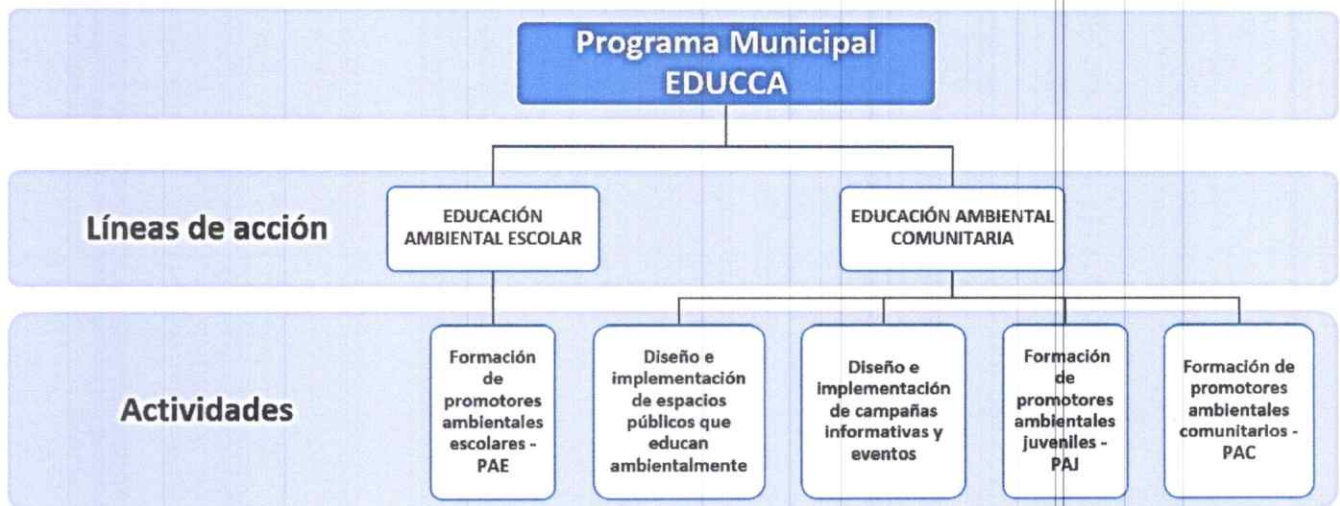 Programa Municipal
EDUCCA
Líneas de acción
EDUCACIÓN
AMBIENTAL ESCOLAR
EDUCACIÓN AMBIENTAL
COMUNITARIA
Actividades
Formación
de
promotores
ambientales
escolares -
PAE
Diseño e
implementación
de espacios
públicos que
educan
ambientalmente
Diseño e
implementación
de campañas
informativas y
eventos
Formación
de
promotores
ambientales
juveniles -
PAJ
Formación de
promotores
ambientales
comunitarios -
PAC